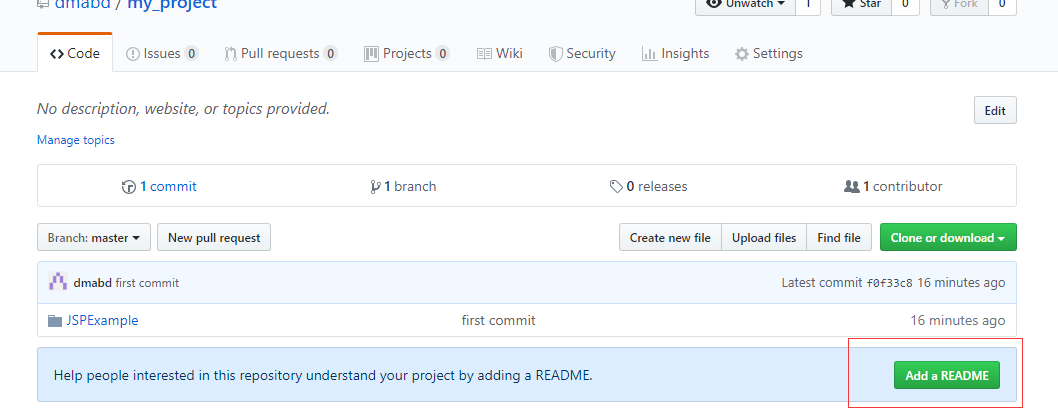 dmabd / my_project
Unwatch 1 Star 0 Fork 0
Code Issues 0 Pull requests 0 Projects 0 Wiki Security Insights Settings
No description, website, or topics provided. Edit
Manage topics
1 commit 1 branch 0 releases 1 contributor
Branch: master New pull request Create new file Upload files Find file Clone or download
dmabd first commit Latest commit f0f33c8 16 minutes ago
JSPExample first commit 16 minutes ago
Help people interested in this repository understand your project by adding a README. Add a README